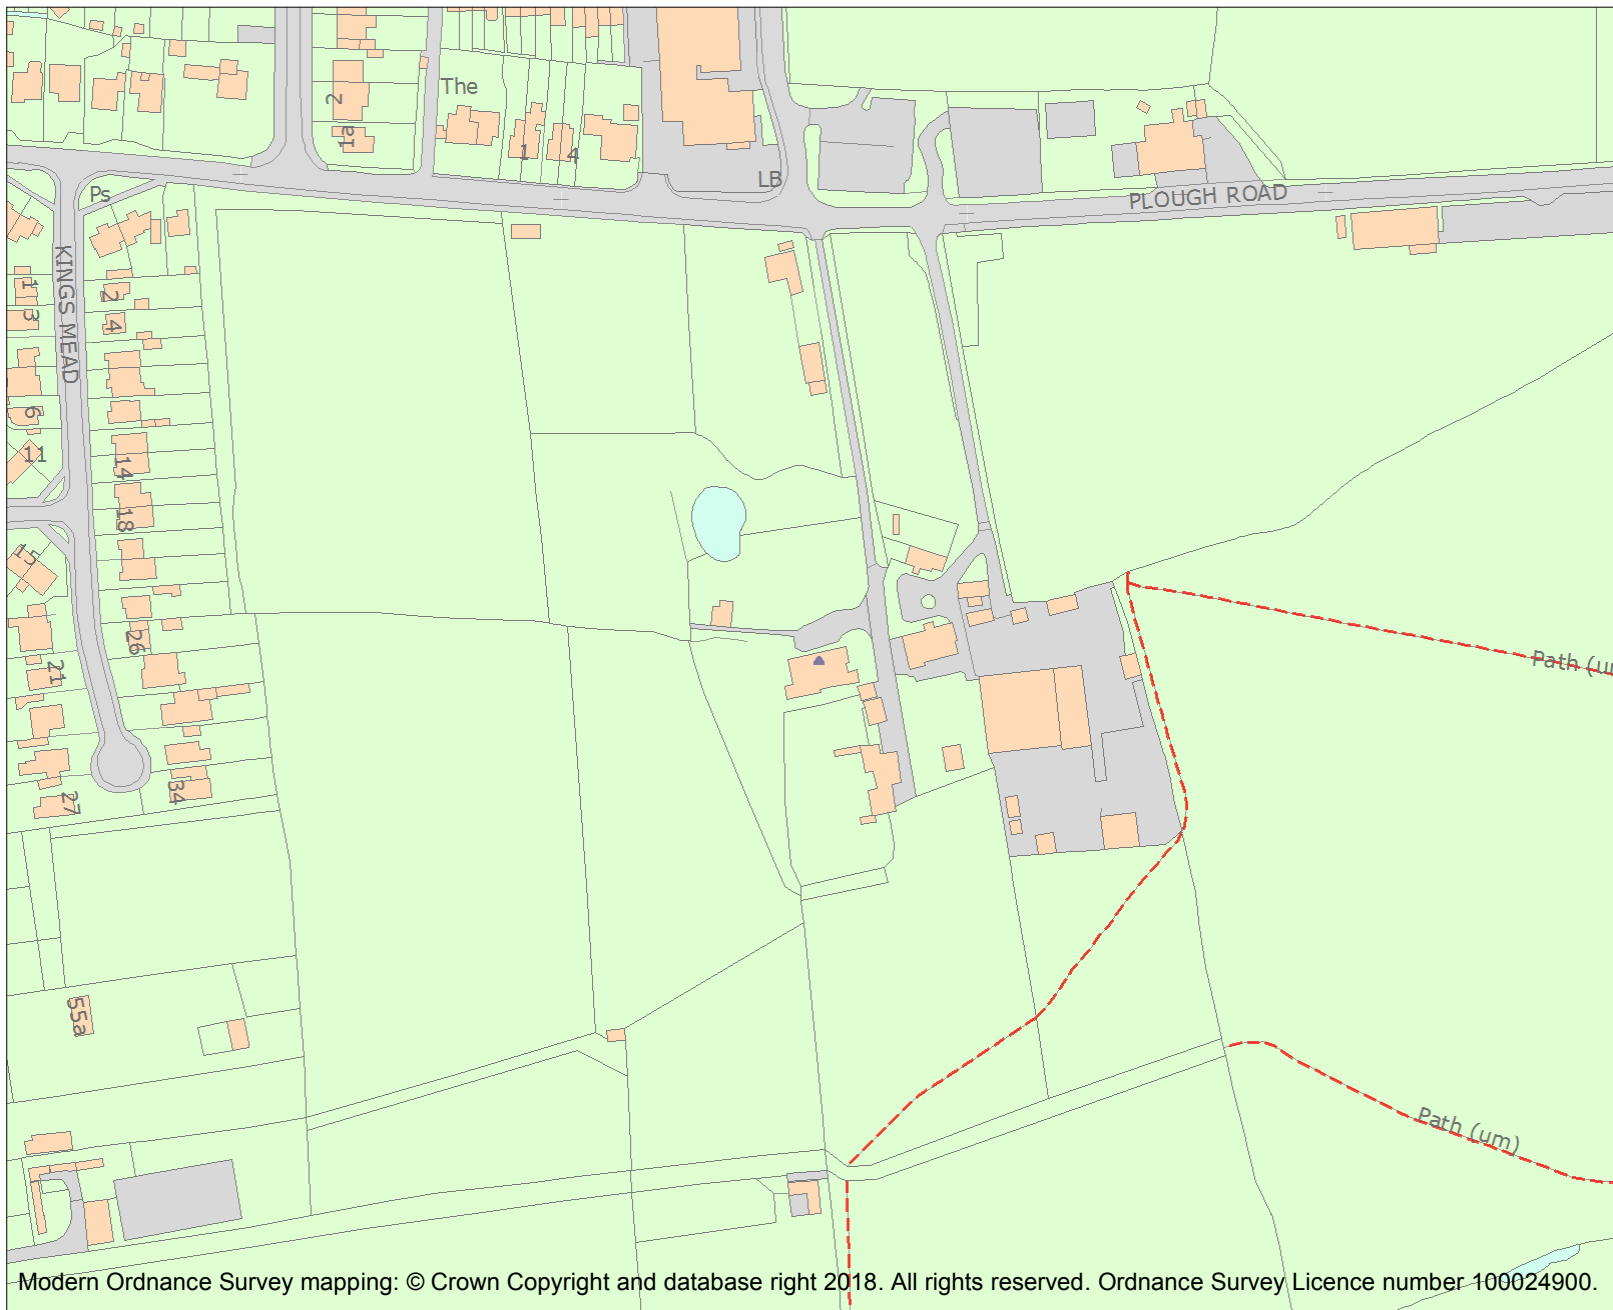 The
2
1a
1
4
LB
Ps
PLOUGH ROAD
KINGS MEAD
1
3
2
4
6
11
14
18
15
26
21
34
27
55a
Path (um
Path (um)
Modern Ordnance Survey mapping: © Crown Copyright and database right 2018. All rights reserved. Ordnance Survey Licence number 100024900.